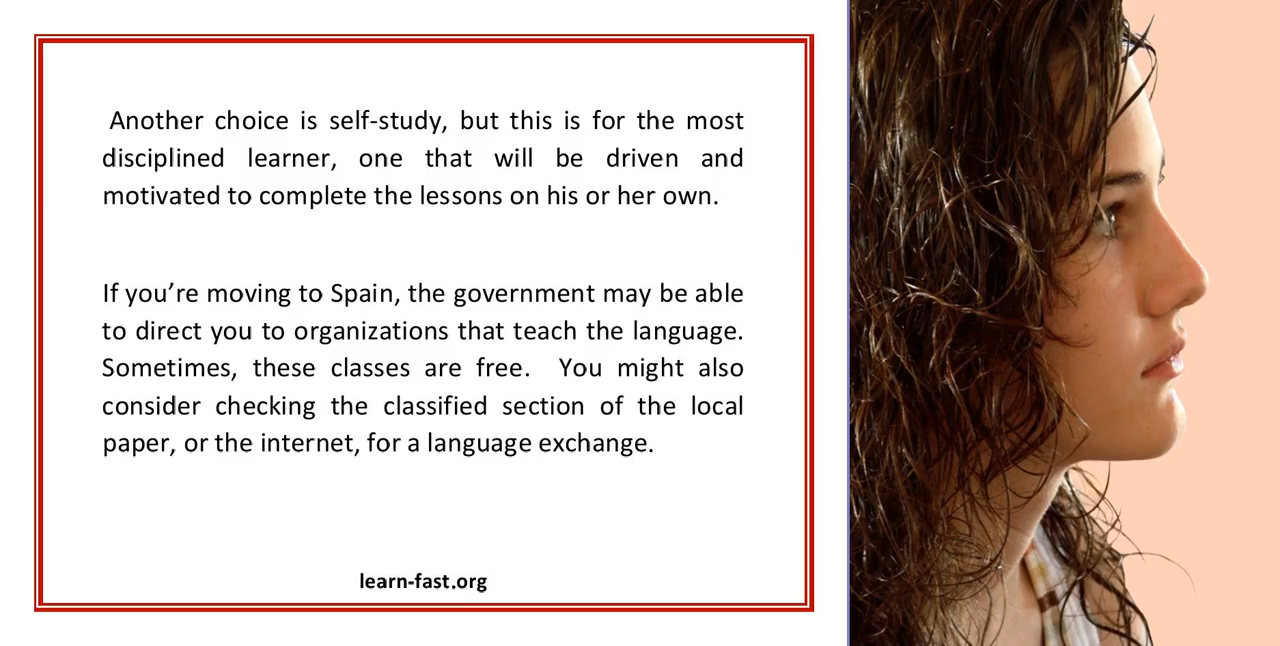 Another choice is self-study, but this is for the most
disciplined learner, one that will be driven and
motivated to complete the lessons on his or her own.
If you’re moving to Spain, the government may be able
to direct you to organizations that teach the language.
Sometimes, these classes are free.  You might also
consider checking the classified section of the local
paper, or the internet, for a language exchange.
learn-fast.org